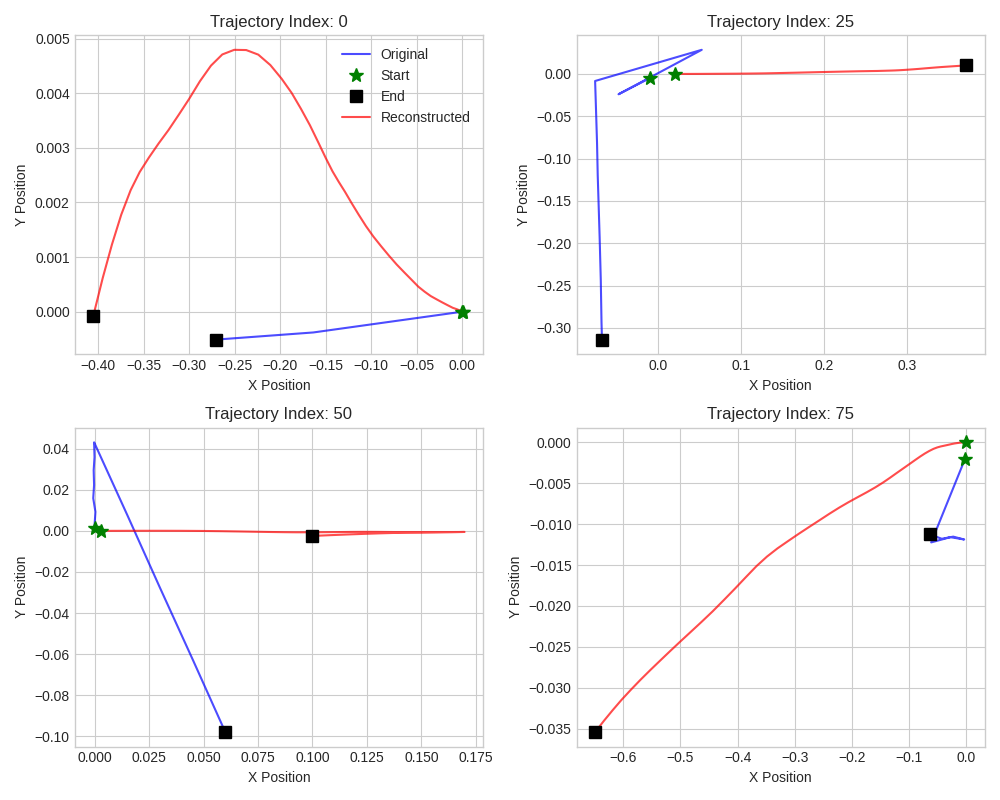 Trajectory Index: 0
0.005
0.004
0.003
0.002
0.001
0.000
Y Position
−0.40 −0.35 −0.30 −0.25 −0.20 −0.15 −0.10 −0.05 0.00
X Position
Original
Start
End
Reconstructed
Trajectory Index: 25
0.00
−0.05
−0.10
−0.15
−0.20
−0.25
−0.30
Y Position
0.0 0.1 0.2 0.3
X Position
Trajectory Index: 50
0.04
0.02
0.00
−0.02
−0.04
−0.06
−0.08
−0.10
Y Position
0.000 0.025 0.050 0.075 0.100 0.125 0.150 0.175
X Position
Trajectory Index: 75
0.000
−0.005
−0.010
−0.015
−0.020
−0.025
−0.030
−0.035
Y Position
−0.6 −0.5 −0.4 −0.3 −0.2 −0.1 0.0
X Position